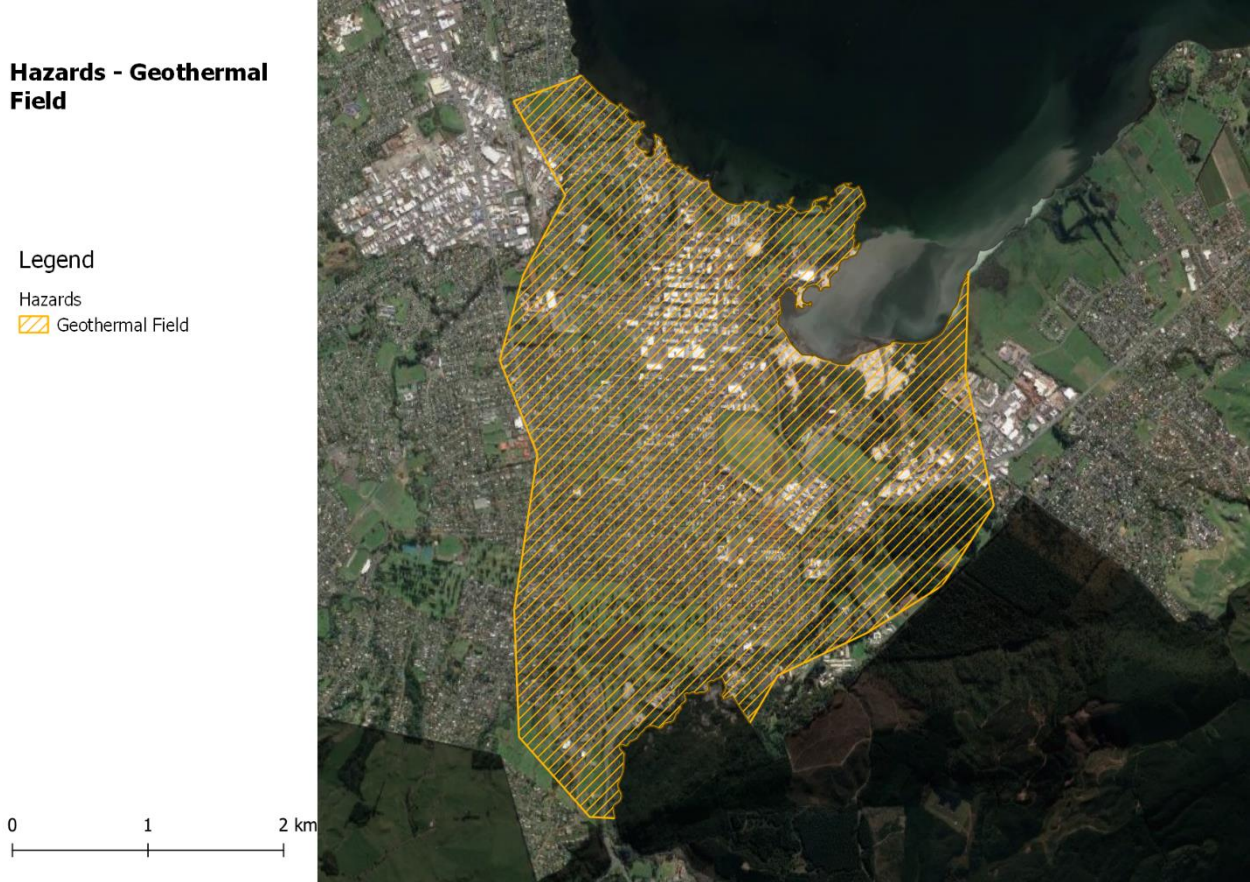 Hazards - Geothermal
Field
Legend
Hazards
Geothermal Field
0 1 2 km